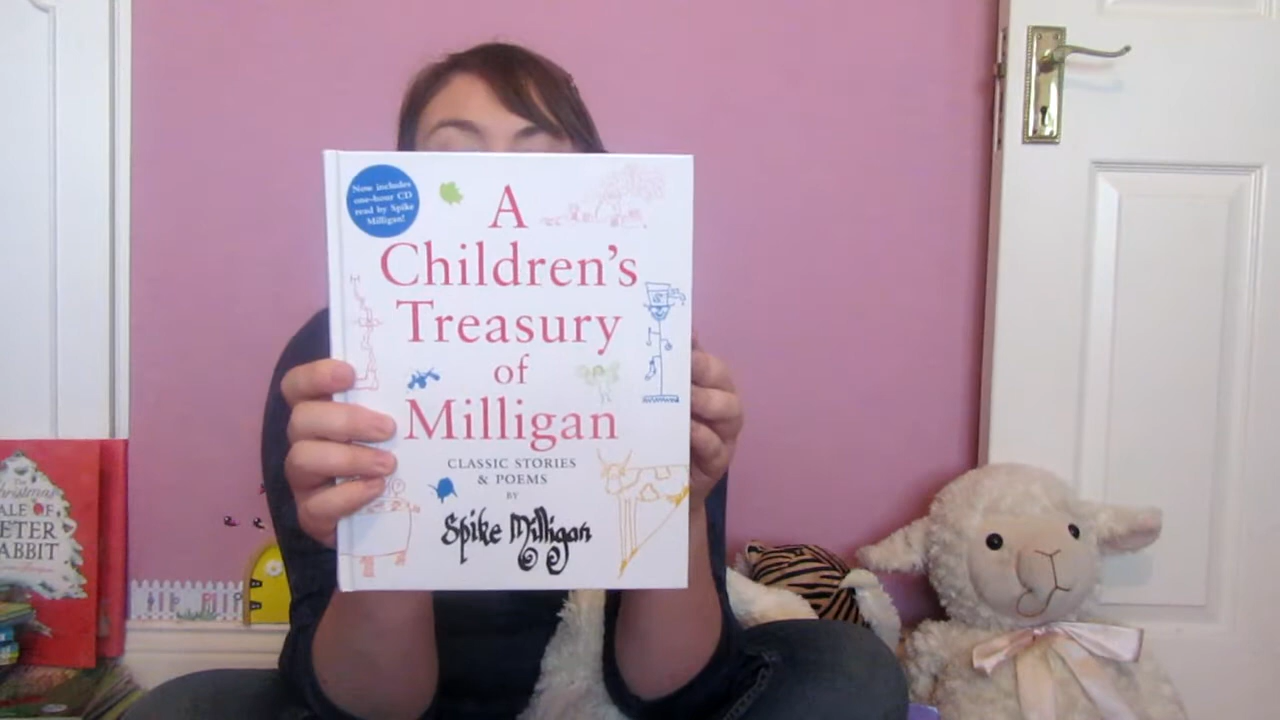 Now includes
one-hour CD
read by Spike
Milligan!
A
Children's
Treasury
of
Milligan
CLASSIC STORIES
& POEMS
BY
Spike Milligan
The
Christmas
TALE OF
PETER
RABBIT